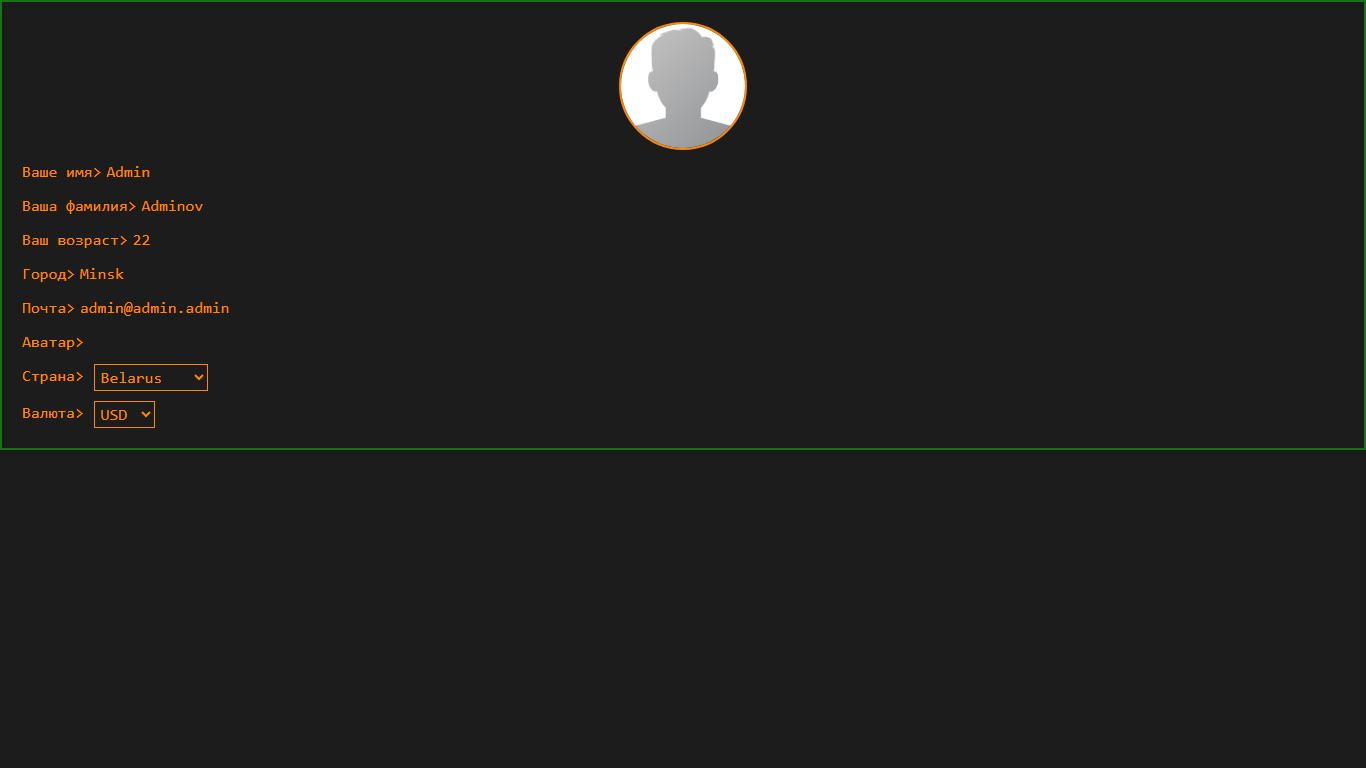 Ваше имя> Admin
Ваша фамилия> Adminov
Ваш возраст> 22
Город> Minsk
Почта> admin@admin.admin
Аватар>
Страна> Belarus
Валюта> USD